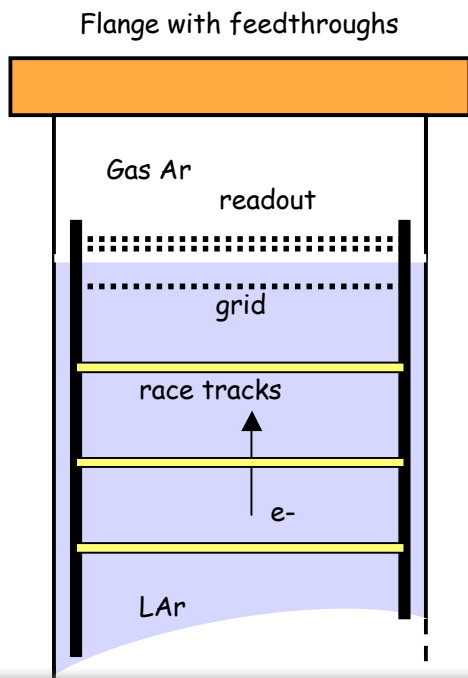 Flange with feedthroughs
Gas Ar
readout
grid
race tracks
e-
LAr